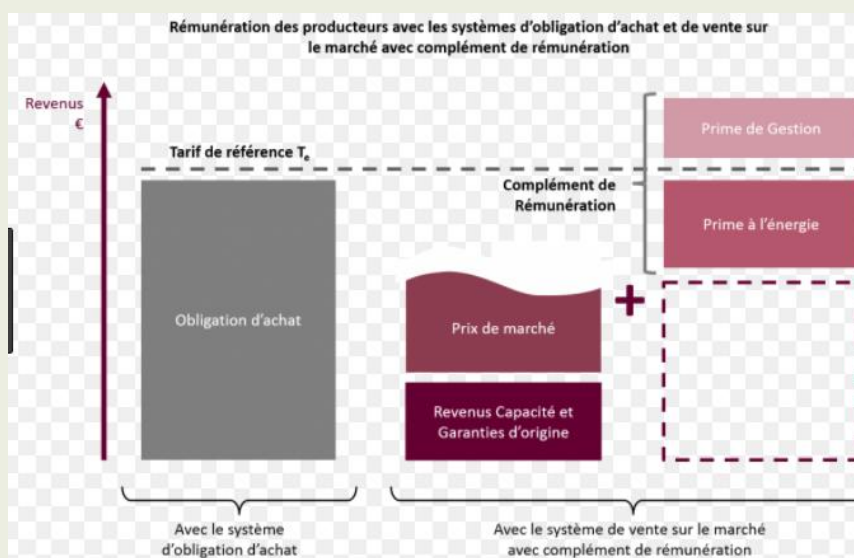 Rémunération des producteurs avec les systèmes d'obligation d'achat et de vente sur
le marché avec complément de rémunération
Revenus
€
Tarif de référence Te
Obligation d'achat
Complément de
Rémunération
Prime de Gestion
Prime à l'énergie
Prix de marché
+
Revenus Capacité et
Garanties d'origine
Avec le système
d'obligation d'achat
Avec le système de vente sur le marché
avec complément de rémunération